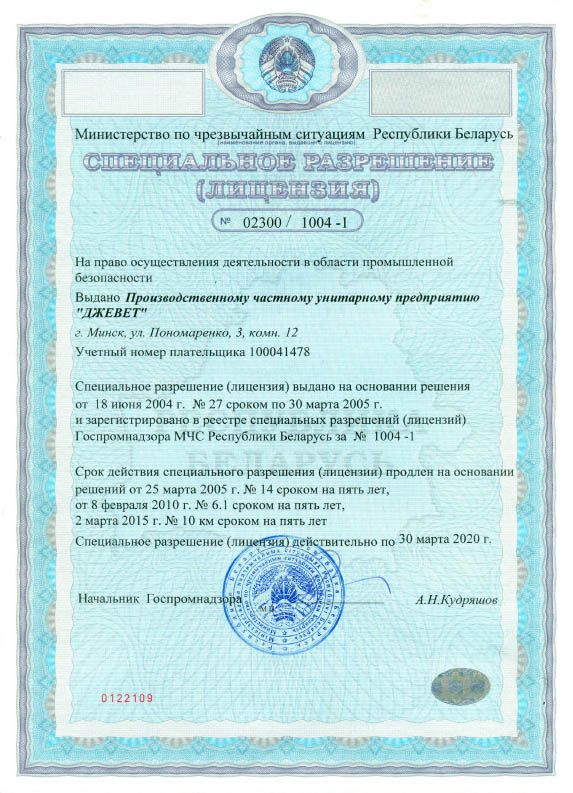 Министерство по чрезвычайным ситуациям Республики Беларусь
(наименование органа, выдавшего лицензию)
СПЕЦИАЛЬНОЕ РАЗРЕШЕНИЕ
(ЛИЦЕНЗИЯ)
№ 02300 / 1004 -1
На право осуществления деятельности в области промышленной
безопасности
Выдано Производственному частному унитарному предприятию
"ДЖЕВЕТ"
г. Минск, ул. Пономаренко, 3, комн. 12
Учетный номер плательщика 100041478
Специальное разрешение (лицензия) выдано на основании решения
от 18 июня 2004 г. № 27 сроком по 30 марта 2005 г.
и зарегистрировано в реестре специальных разрешений (лицензий)
Госпромнадзора МЧС Республики Беларусь за № 1004 -1
БЕЛАРУСЬ
Срок действия специального разрешения (лицензии) продлен на основании
решений от 25 марта 2005 г. № 14 сроком на пять лет,
от 8 февраля 2010 г. № 6.1 сроком на пять лет,
2 марта 2015 г. № 10 км сроком на пять лет
Специальное разрешение (лицензия) действительно по 30 марта 2020 г.
Начальник Госпромнадзора
М.П.
А.Н.Кудряшов
0122109